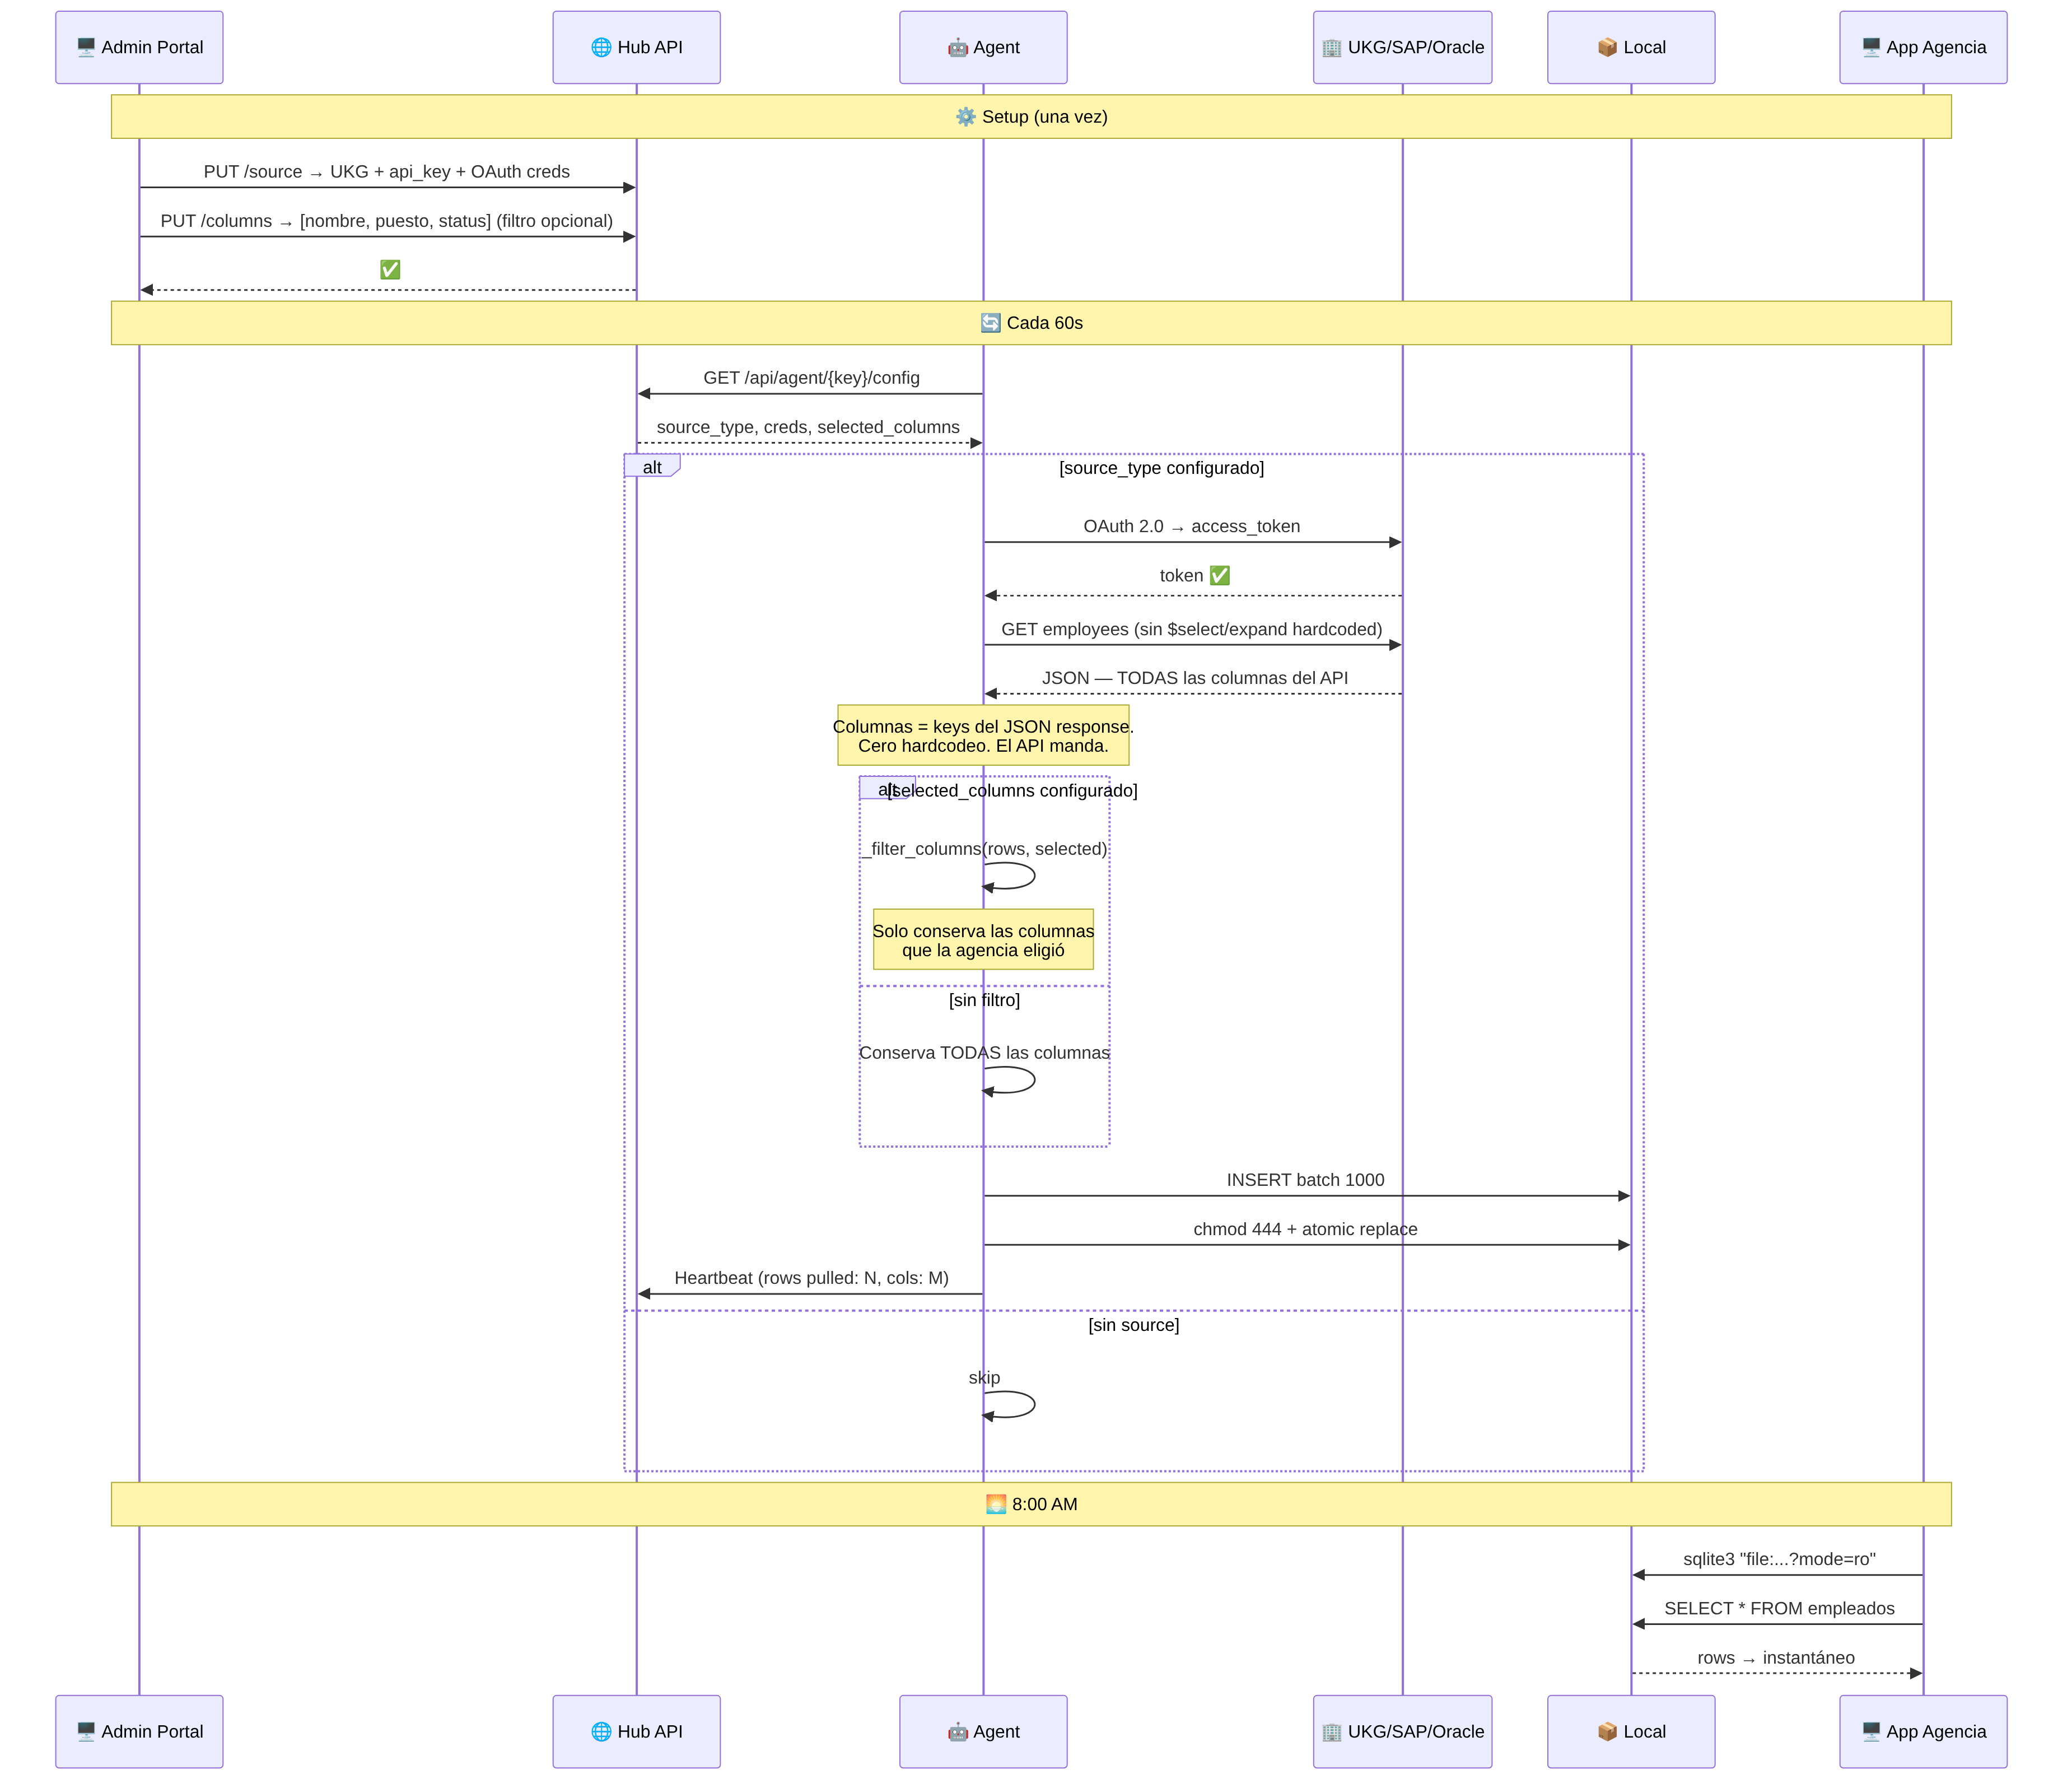 🖥️ Admin Portal
🌐 Hub API
🤖 Agent
🏢 UKG/SAP/Oracle
📦 Local
🖥️ App Agencia
⚙️ Setup (una vez)
PUT /source → UKG + api_key + OAuth creds
PUT /columns → [nombre, puesto, status] (filtro opcional)
✅
🔄 Cada 60s
GET /api/agent/{key}/config
source_type, creds, selected_columns
alt
[source_type configurado]
OAuth 2.0 → access_token
token ✅
GET employees (sin $select/expand hardcoded)
JSON — TODAS las columnas del API
Columnas = keys del JSON response.
Cero hardcodeo. El API manda.
alt
[selected_columns configurado]
_filter_columns(rows, selected)
Solo conserva las columnas
que la agencia eligió
[sin filtro]
Conserva TODAS las columnas
INSERT batch 1000
chmod 444 + atomic replace
Heartbeat (rows pulled: N, cols: M)
[sin source]
skip
🌅 8:00 AM
sqlite3 "file:...?mode=ro"
SELECT * FROM empleados
rows → instantáneo
🖥️ Admin Portal
🌐 Hub API
🤖 Agent
🏢 UKG/SAP/Oracle
📦 Local
🖥️ App Agencia